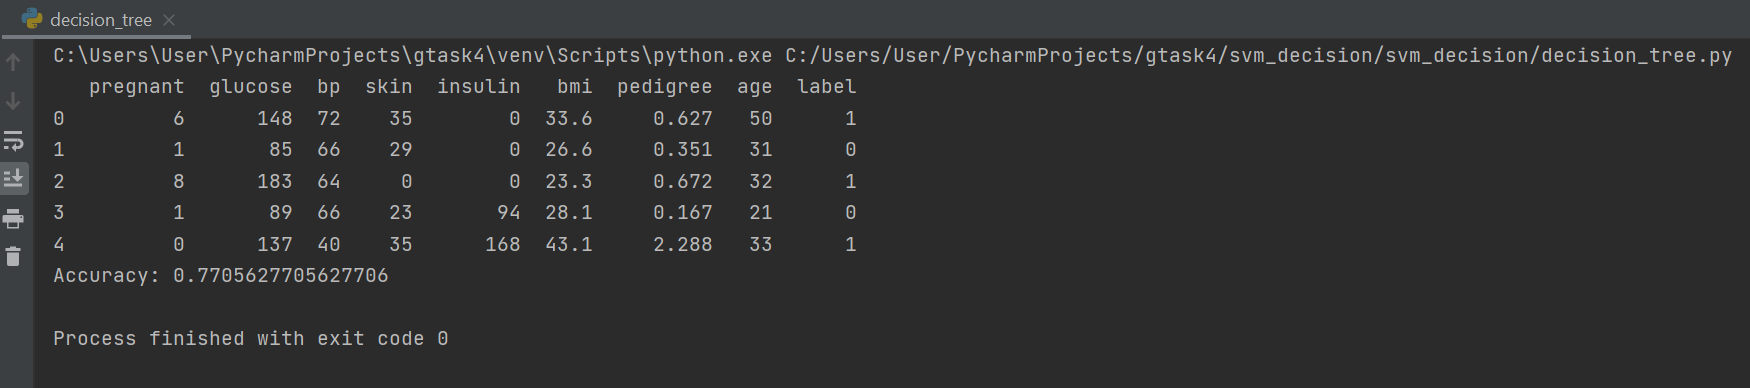 decision_tree
C:\Users\User\PycharmProjects\gtask4\venv\Scripts\python.exe C:/Users/User/PycharmProjects/gtask4/svm_decision/svm_decision/decision_tree.py
pregnant glucose bp skin insulin bmi pedigree age label
0 6 148 72 35 0 33.6 0.627 50 1
1 1 85 66 29 0 26.6 0.351 31 0
2 8 183 64 0 0 23.3 0.672 32 1
3 1 89 66 23 94 28.1 0.167 21 0
4 0 137 40 35 168 43.1 2.288 33 1
Accuracy: 0.7705627705627706
Process finished with exit code 0